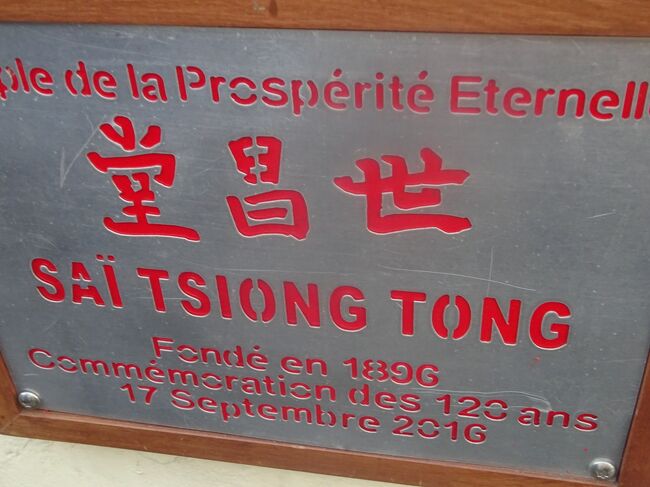 ple de la Prospérité Eternelle
世昌堂
SAÏ TSIONG TONG
Fondé en 1896
Commémoration des 120 ans
17 Septembre 2016